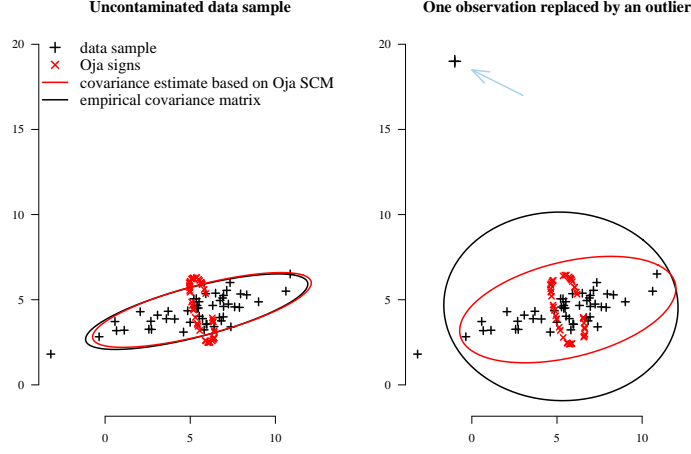 Uncontaminated data sample
One observation replaced by an outlier
data sample
Oja signs
covariance estimate based on Oja SCM
empirical covariance matrix
20
15
10
5
0
0 5 10
20
15
10
5
0
0 5 10